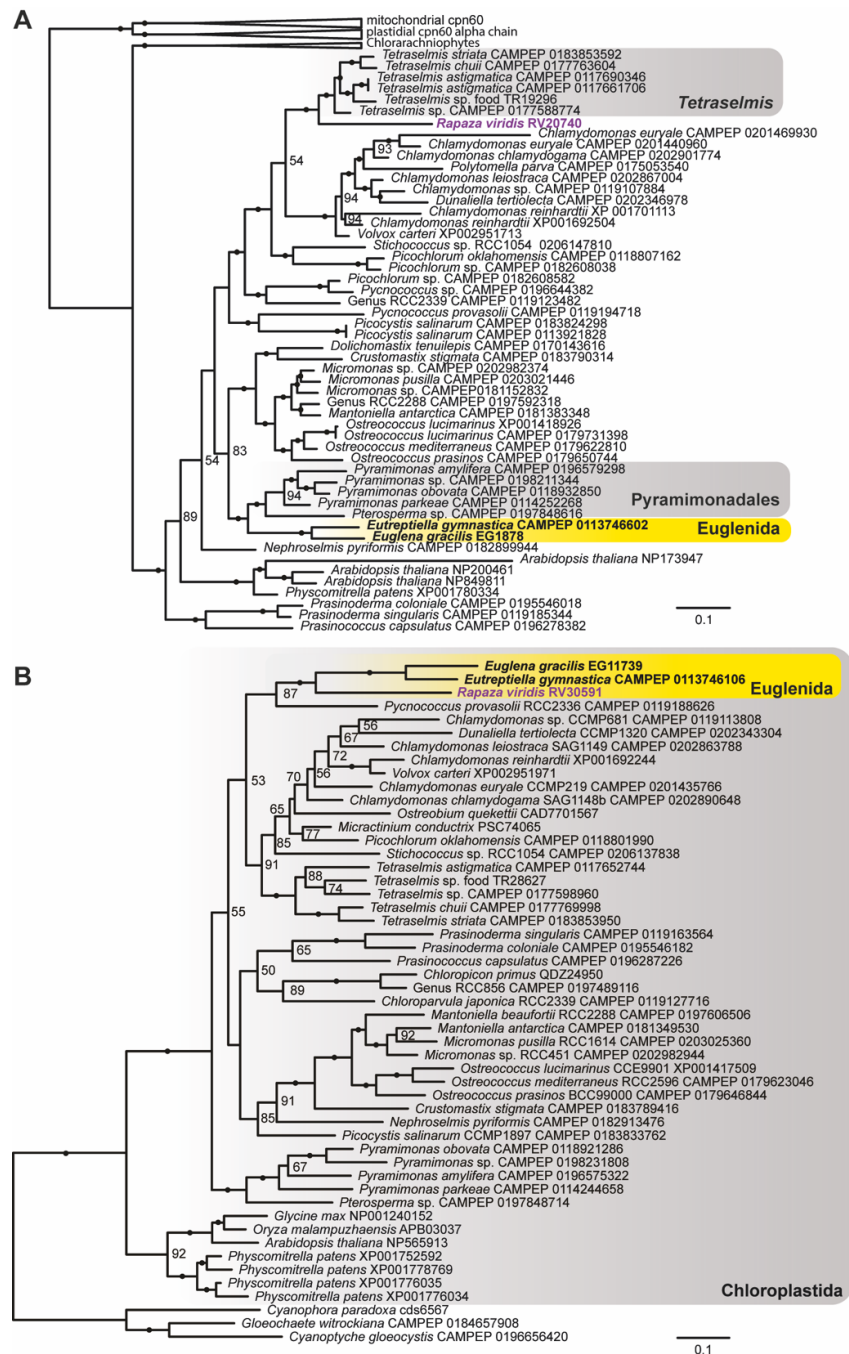 A
mitochondrial cpn60
plastidial cpn60 alpha chain
Chlorarachniophytes
Tetraselmis striata CAMPEP 0183853592
Tetraselmis chuii CAMPEP 0177763604
Tetraselmis astigmatica CAMPEP 0117690346
Tetraselmis astigmatica CAMPEP 0117661706
Tetraselmis sp. food TR19296
Tetraselmis sp. CAMPEP 0177588774
Tetraselmis
Rapaza viridis RV20740
Chlamydomonas euryale CAMPEP 0201469930
93
Chlamydomonas euryale CAMPEP 0201440960
Chlamydomonas chlamydogama CAMPEP 0202901774
54
Polytomella parva CAMPEP 0175053540
Chlamydomonas leiostraca CAMPEP 0202867004
Chlamydomonas sp. CAMPEP 0119107884
94
Dunaliella tertiolecta CAMPEP 0202346978
Chlamydomonas reinhardtii XP 001701113
94
Chlamydomonas reinhardtii XP001692504
Volvox carteri XP002951713
Stichococcus sp. RCC1054 0206147810
Picochlorum oklahomensis CAMPEP 0118807162
Picochlorum sp. CAMPEP 0182608038
Picochlorum sp. CAMPEP 0182608582
Pycnococcus sp. CAMPEP 0196644382
Genus RCC2339 CAMPEP 0119123482
Pycnococcus provasolii CAMPEP 0119194718
Picocystis salinarum CAMPEP 0183824298
Picocystis salinarum CAMPEP 0113921828
Dolichomastix tenuilepis CAMPEP 0170143616
Crustomastix stigmata CAMPEP 0183790314
Micromonas sp. CAMPEP 0202982374
Micromonas pusilla CAMPEP 0203021446
Micromonas sp. CAMPEP0181152832
Genus RCC2288 CAMPEP 0197592318
Mantoniella antarctica CAMPEP 0181383348
Ostreococcus lucimarinus XP001418926
Ostreococcus lucimarinus CAMPEP 0179731398
83
Ostreococcus mediterraneus CAMPEP 0179622810
54
Ostreococcus prasinos CAMPEP 0179650744
Pyramimonas amylifera CAMPEP 0196579298
Pyramimonas sp. CAMPEP 0198211344
94
Pyramimonas obovata CAMPEP 0118932850
Pyramimonas parkeae CAMPEP 0114252268
Pyramimonadales
Pterosperma sp. CAMPEP 0197848616
89
Eutreptiella gymnastica CAMPEP 0113746602
Euglenida
Euglena gracilis EG1878
Nephroselmis pyriformis CAMPEP 0182899944
Arabidopsis thaliana NP173947
Arabidopsis thaliana NP200461
Arabidopsis thaliana NP849811
Physcomitrella patens XP001780334
Prasinoderma coloniale CAMPEP 0195546018
Prasinoderma singularis CAMPEP 0119185344
Prasinococcus capsulatus CAMPEP 0196278382
0.1
B
Euglena gracilis EG11739
Eutreptiella gymnastica CAMPEP 0113746106
87
Rapaza viridis RV30591
Euglenida
Pycnococcus provasolii RCC2336 CAMPEP 0119188626
56
Chlamydomonas sp. CCMP681 CAMPEP 0119113808
67
Dunaliella tertiolecta CCMP1320 CAMPEP 0202343304
Chlamydomonas leiostraca SAG1149 CAMPEP 0202863788
72
Chlamydomonas reinhardtii XP001692244
53
70
56
Volvox carteri XP002951971
Chlamydomonas euryale CCMP219 CAMPEP 0201435766
Chlamydomonas chlamydogama SAG1148b CAMPEP 0202890648
65
Ostreobium quekettii CAD7701567
Micractinium conductrix PSC74065
77
85
Picochlorum oklahomensis CAMPEP 0118801990
Stichococcus sp. RCC1054 CAMPEP 0206137838
91
Tetraselmis astigmatica CAMPEP 0117652744
88
Tetraselmis sp. food TR28627
74
Tetraselmis sp. CAMPEP 0177598960
Tetraselmis chuii CAMPEP 0177769998
55
Tetraselmis striata CAMPEP 0183853950
Prasinoderma singularis CAMPEP 0119163564
65
Prasinoderma coloniale CAMPEP 0195546182
Prasinococcus capsulatus CAMPEP 0196287226
50
Chloropicon primus QDZ24950
89
Genus RCC856 CAMPEP 0197489116
Chloroparvula japonica RCC2339 CAMPEP 0119127716
Mantoniella beaufortii RCC2288 CAMPEP 0197606506
Mantoniella antarctica CAMPEP 0181349530
92
Micromonas pusilla RCC1614 CAMPEP 0203025360
Micromonas sp. RCC451 CAMPEP 0202982944
Ostreococcus lucimarinus CCE9901 XP001417509
Ostreococcus mediterraneus RCC2596 CAMPEP 0179623046
91
Ostreococcus prasinos BCC99000 CAMPEP 0179646844
Crustomastix stigmata CAMPEP 0183789416
85
Nephroselmis pyriformis CAMPEP 0182913476
Picocystis salinarum CCMP1897 CAMPEP 0183833762
Pyramimonas obovata CAMPEP 0118921286
67
Pyramimonas sp. CAMPEP 0198231808
Pyramimonas amylifera CAMPEP 0196575322
Pyramimonas parkeae CAMPEP 0114244658
Pterosperma sp. CAMPEP 0197848714
Glycine max NP001240152
Oryza malampuzhaensis APB03037
Arabidopsis thaliana NP565913
92
Physcomitrella patens XP001752592
Physcomitrella patens XP001778769
Physcomitrella patens XP001776035
Physcomitrella patens XP001776034
Chloroplastida
Cyanophora paradoxa cds6567
Gloeochaete witrockiana CAMPEP 0184657908
Cyanoptyche gloeocystis CAMPEP 0196656420
0.1